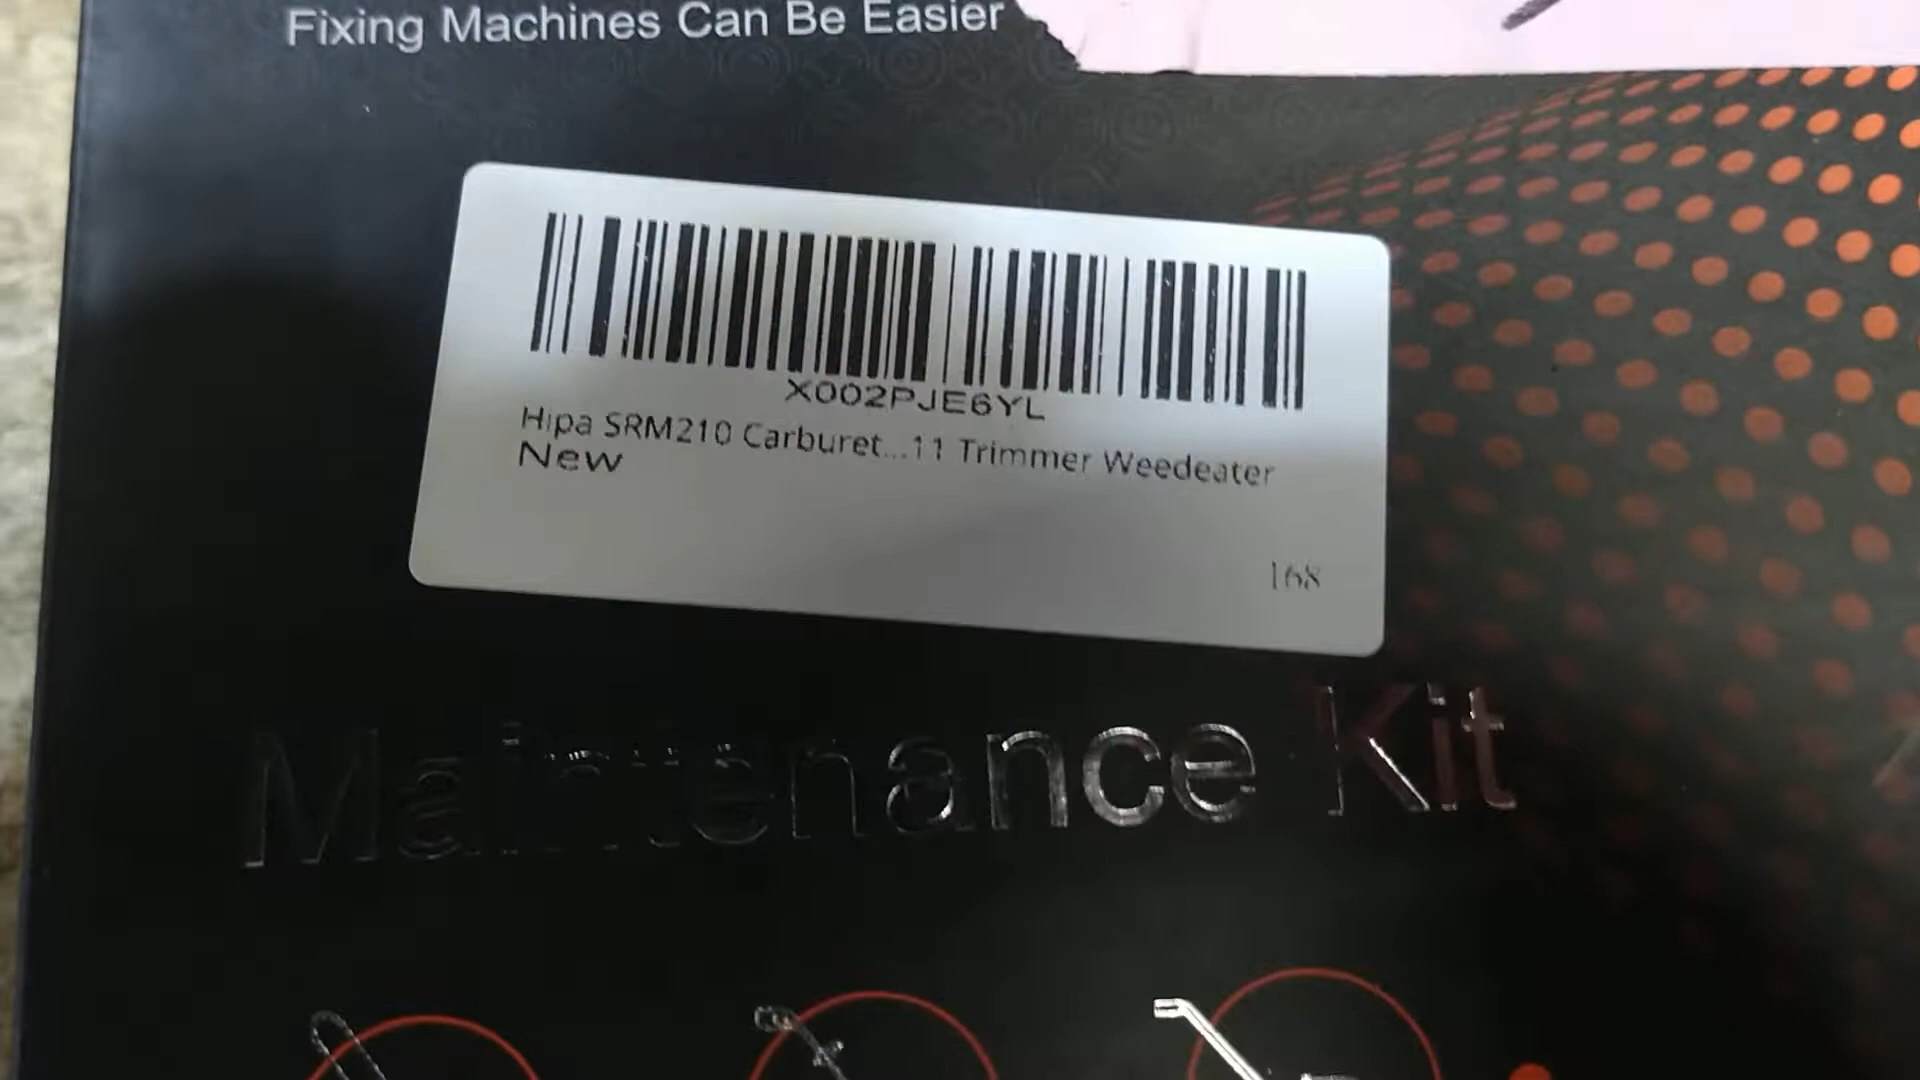 Fixing Machines Can Be Easier
X002PJE6YL
Hipa SRM210 Carburet...11 Trimmer Weedeater
New
168
Maintenance Kit